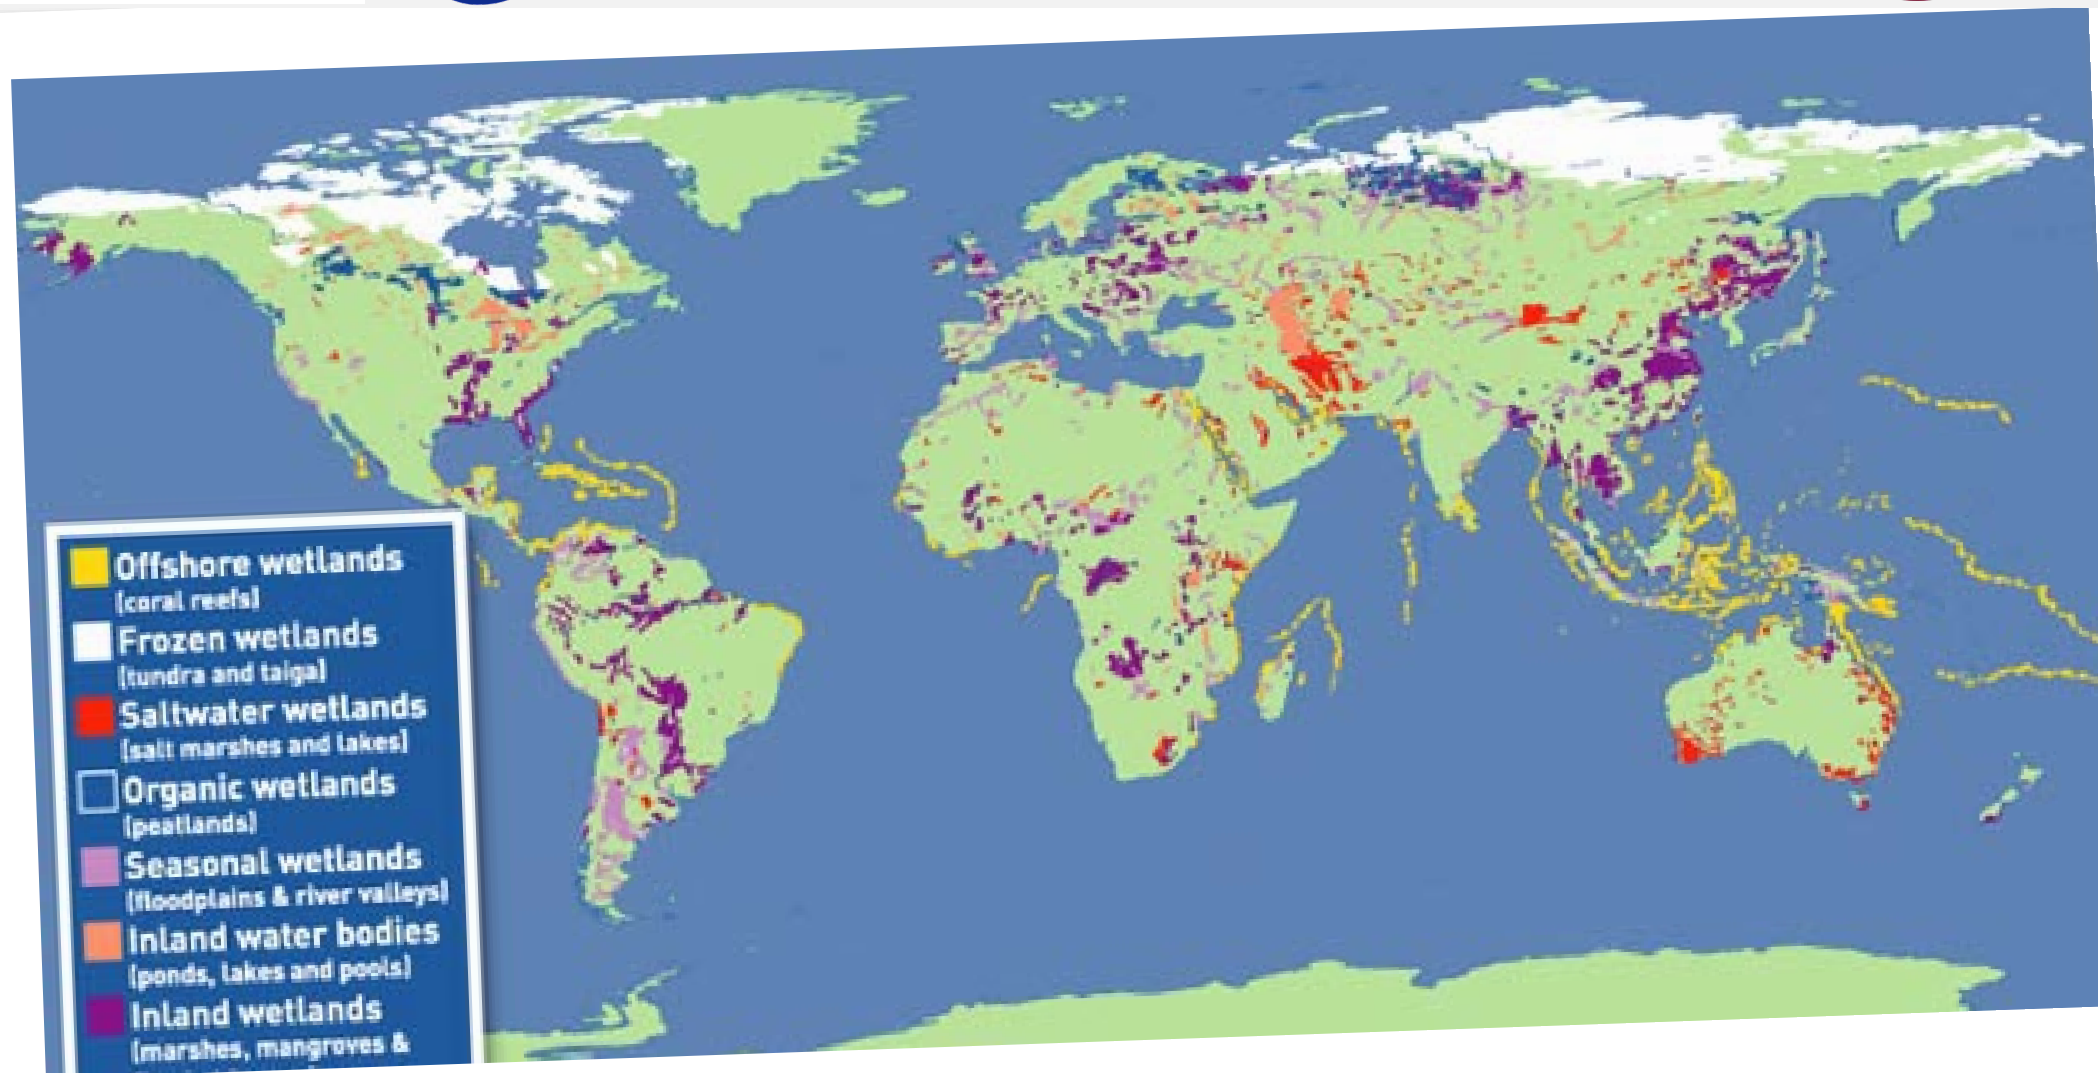 Offshore wetlands
(coral reefs)
Frozen wetlands
(tundra and taiga)
Saltwater wetlands
(salt marshes and lakes)
Organic wetlands
(peatlands)
Seasonal wetlands
(floodplains & river valleys)
Inland water bodies
(ponds, lakes and pools)
Inland wetlands
(marshes, mangroves &